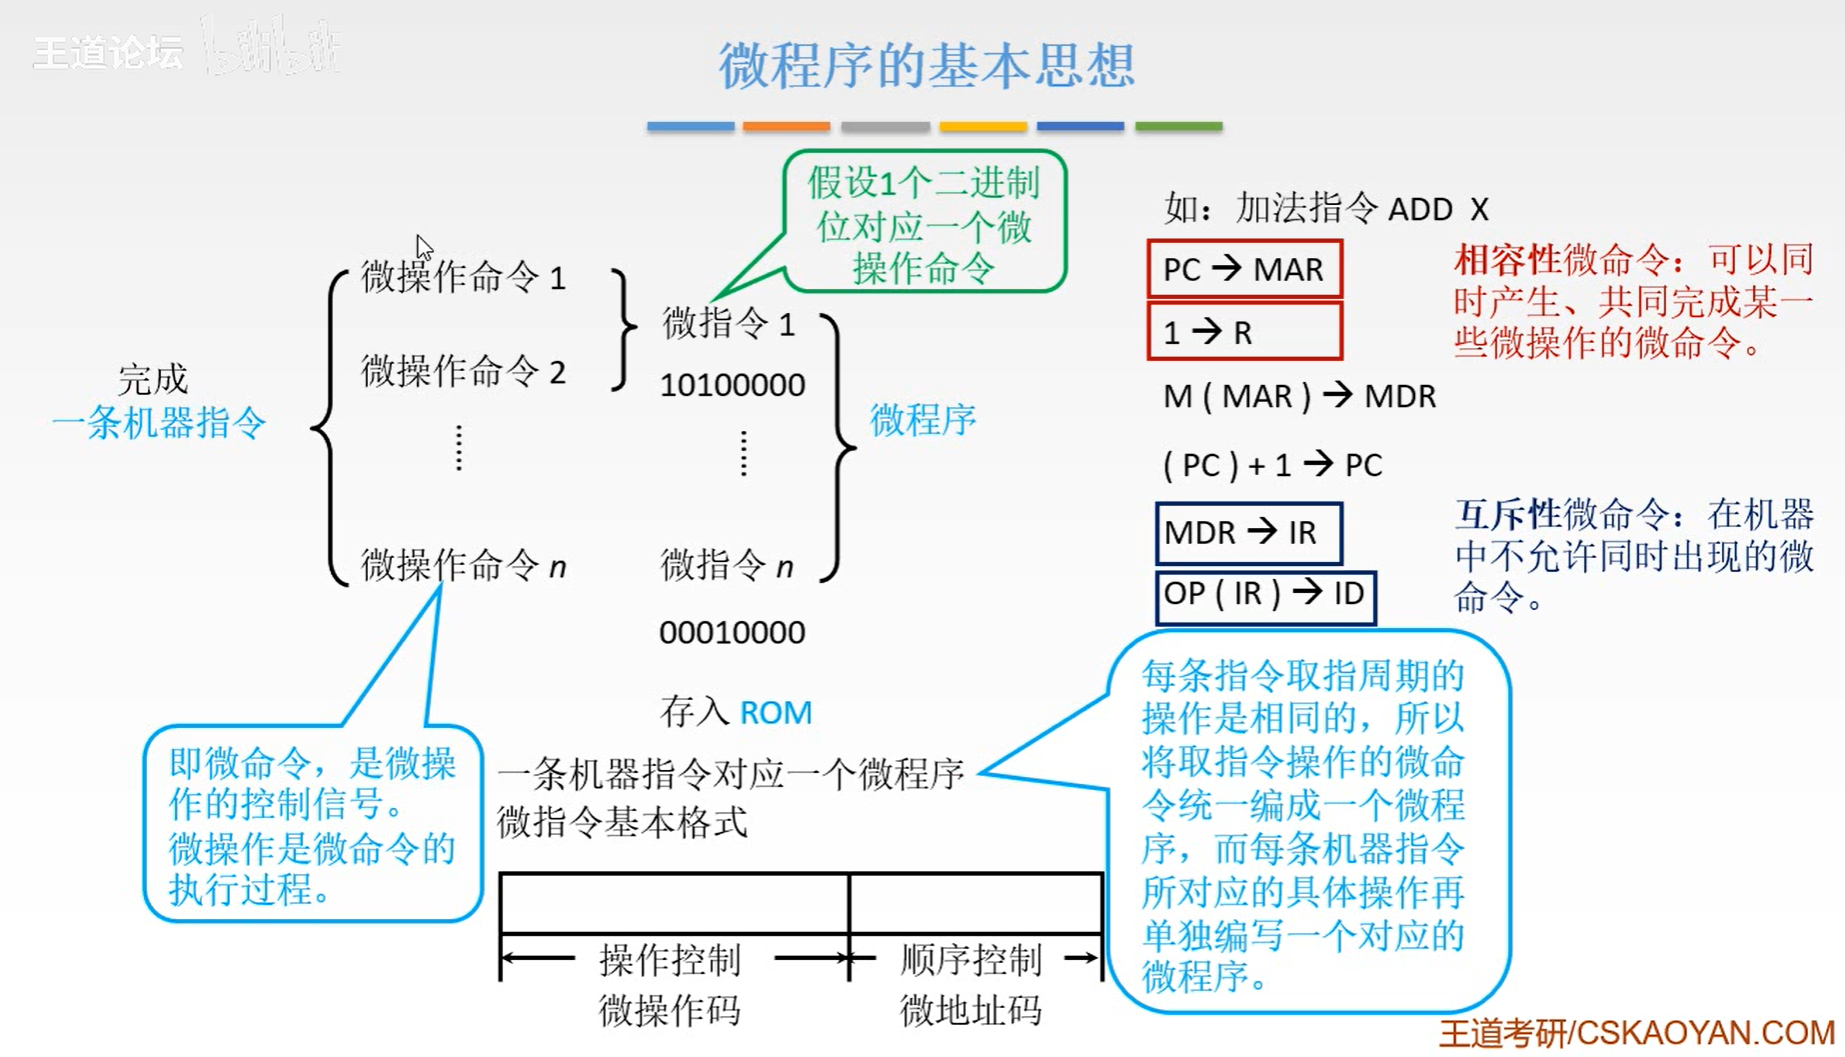 王道论坛 bilibili
微程序的基本思想
假设1个二进制
位对应一个微
操作命令
完成
一条机器指令
微操作命令 1
微操作命令 2
微操作命令 n
微指令 1
10100000
微指令 n
00010000
微程序
存入 ROM
即微命令，是微操
作的控制信号。
微操作是微命令的
执行过程。
一条机器指令对应一个微程序
微指令基本格式
操作控制
微操作码
顺序控制
微地址码
如：加法指令 ADD X
PC → MAR
1 → R
M ( MAR ) → MDR
( PC ) + 1 → PC
MDR → IR
OP ( IR ) → ID
相容性微命令：可以同
时产生、共同完成某一
些微操作的微命令。
互斥性微命令：在机器
中不允许同时出现的微
命令。
每条指令取指周期的
操作是相同的，所以
将取指令操作的微命
令统一编成一个微程
序，而每条机器指令
所对应的具体操作再
单独编写一个对应的
微程序。
王道考研/CSKAOYAN.COM